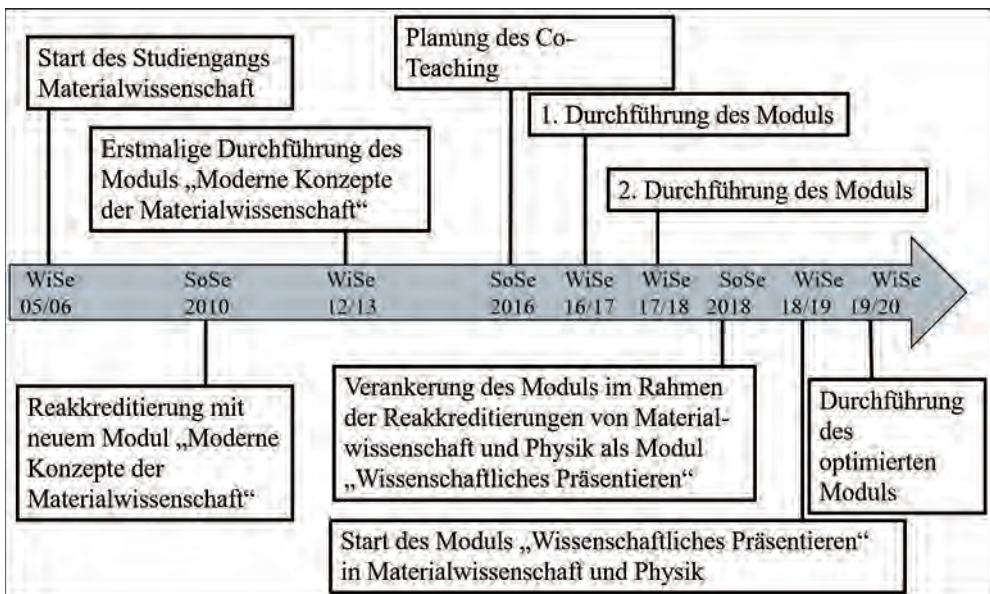 Start des Studiengangs
Materialwissenschaft
Planung des Co-
Teaching
1. Durchführung des Moduls
Erstmalige Durchführung des
Moduls „Moderne Konzepte
der Materialwissenschaft“
2. Durchführung des Moduls
WiSe SoSe WiSe SoSe WiSe WiSe SoSe WiSe WiSe
05/06 2010 12/13 2016 16/17 17/18 2018 18/19 19/20
Reakkreditierung mit
neuem Modul „Moderne
Konzepte der
Materialwissenschaft“
Verankerung des Moduls im Rahmen
der Reakkreditierungen von Material-
wissenschaft und Physik als Modul
„Wissenschaftliches Präsentieren“
Durchführung
des
optimierten
Moduls
Start des Moduls „Wissenschaftliches Präsentieren“
in Materialwissenschaft und Physik